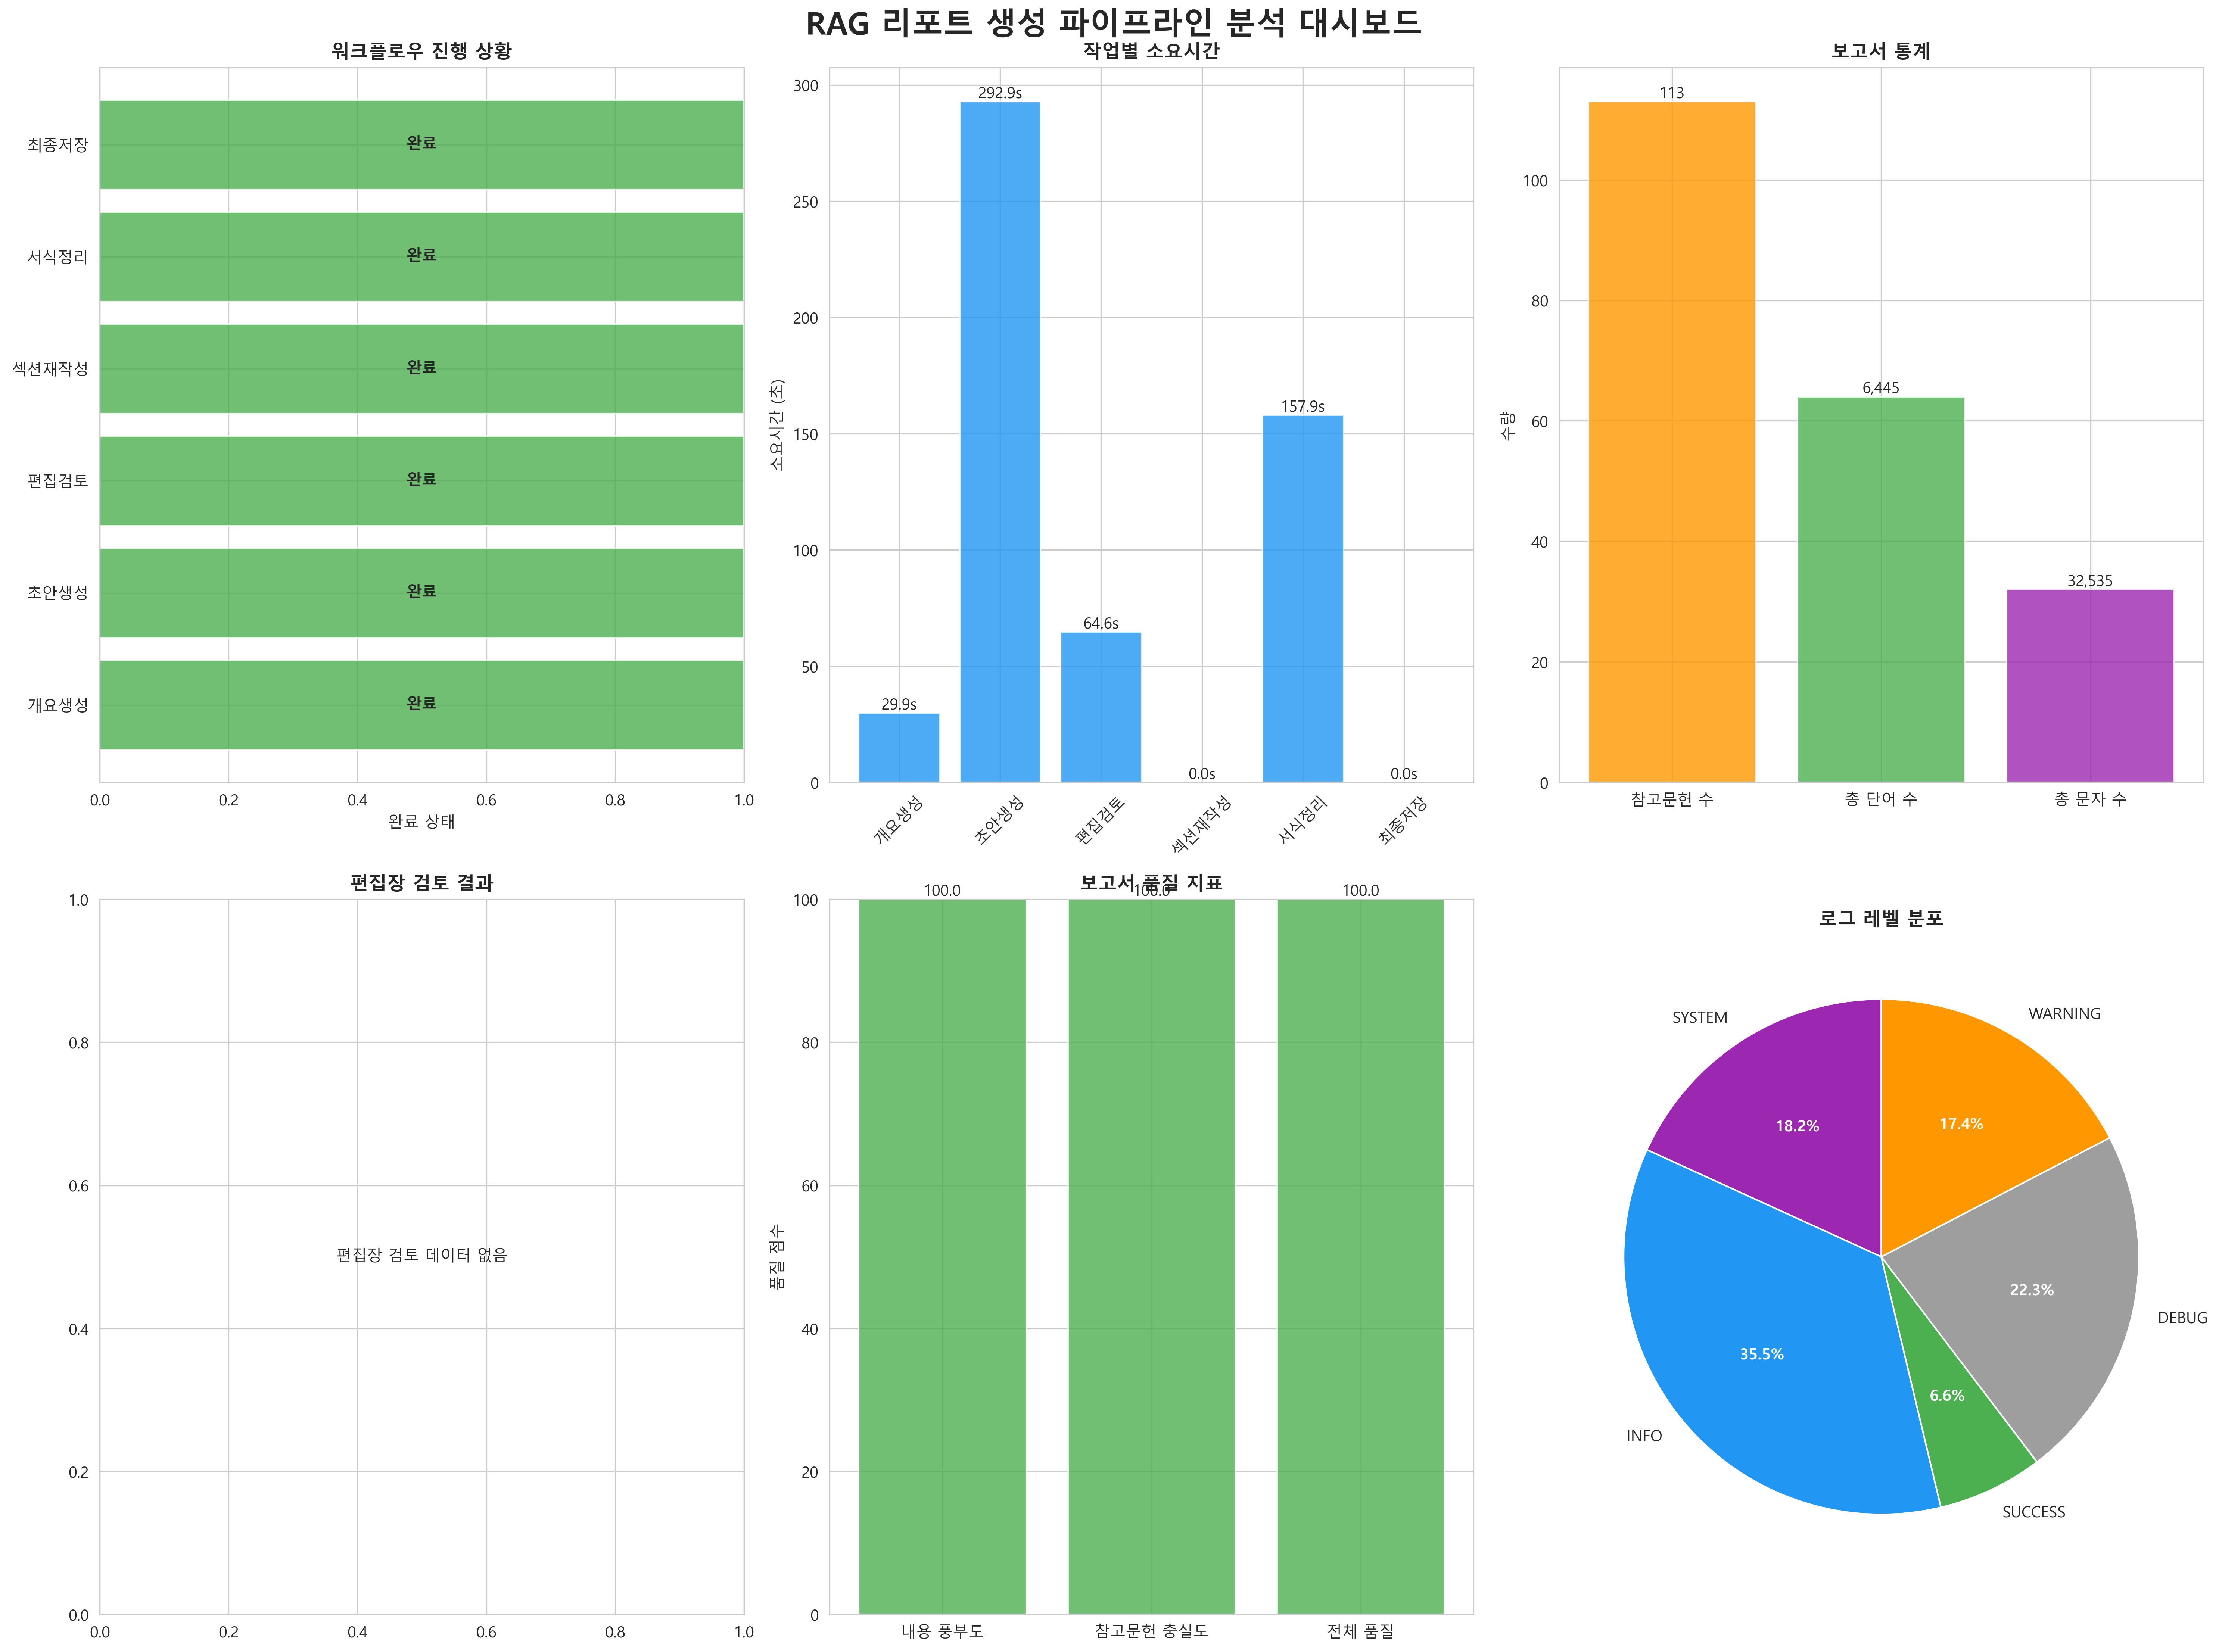 RAG 리포트 생성 파이프라인 분석 대시보드
워크플로우 진행 상황
최종저장
완료
서식정리
완료
섹션재작성
완료
편집검토
완료
초안생성
완료
개요생성
완료
0.0 0.2 0.4 0.6 0.8 1.0
완료 상태
작업별 소요시간
소요시간 (초)
300
250
200
150
100
50
0
29.9s
292.9s
64.6s
0.0s
157.9s
0.0s
개요생성 초안생성 편집검토 섹션재작성 서식정리 최종저장
보고서 통계
수량
100
80
60
40
20
0
113
6,445
32,535
참고문헌 수 총 단어 수 총 문자 수
편집장 검토 결과
1.0
0.8
0.6
0.4
0.2
0.0
편집장 검토 데이터 없음
0.0 0.2 0.4 0.6 0.8 1.0
보고서 품질 지표
품질 점수
100
80
60
40
20
0
100.0 100.0 100.0
내용 풍부도 참고문헌 충실도 전체 품질
로그 레벨 분포
SYSTEM
18.2%
WARNING
17.4%
DEBUG
22.3%
INFO
35.5%
SUCCESS
6.6%